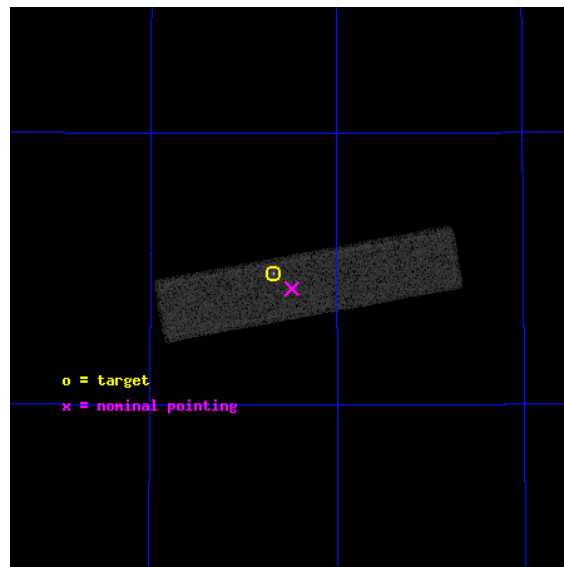 o = target
x = nominal pointing